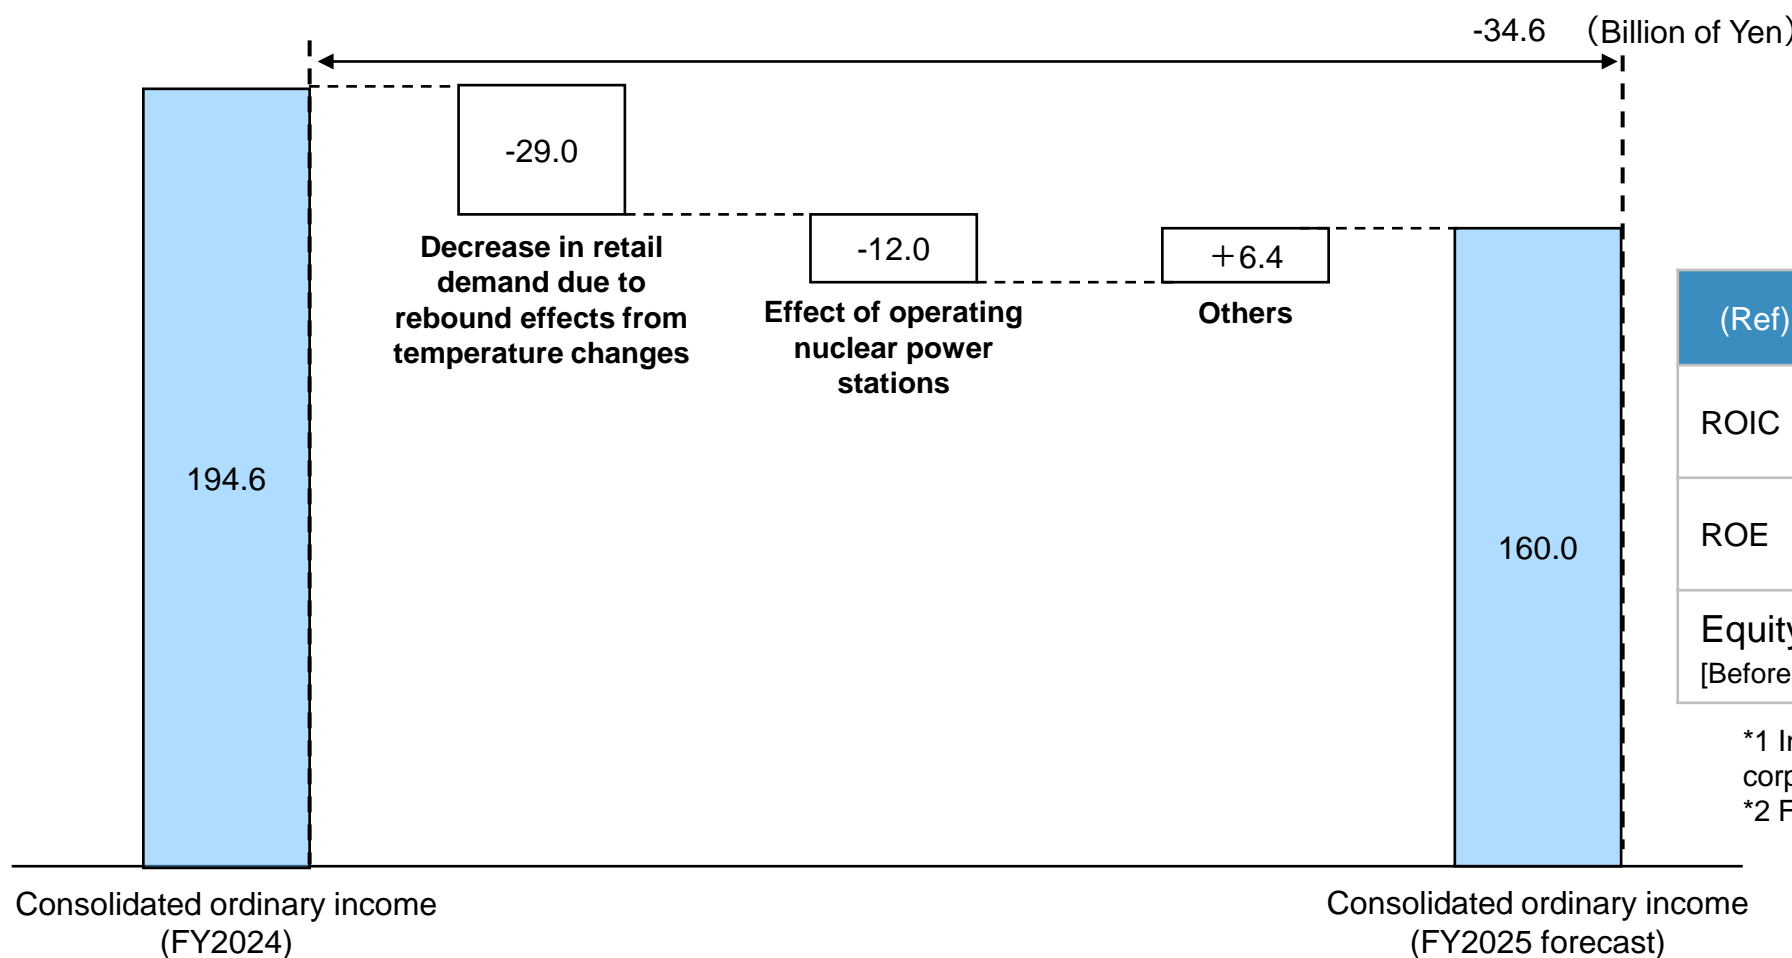 -34.6 （Billion of Yen）
-29.0
Decrease in retail
demand due to
rebound effects from
temperature changes
-12.0
Effect of operating
nuclear power
stations
＋6.4
Others
194.6
160.0
Consolidated ordinary income
(FY2024)
Consolidated ordinary income
(FY2025 forecast)
(Ref)
ROIC
ROE
Equity
[Before
*1
corp
*2 F